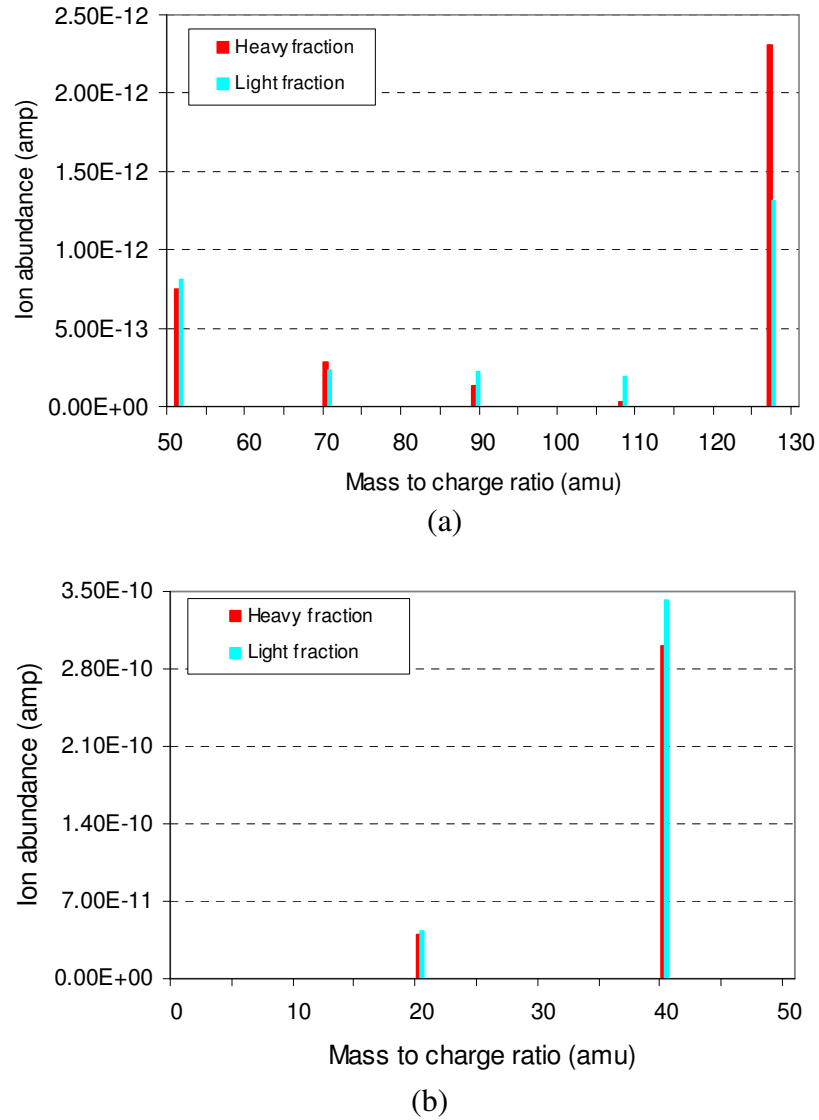 2.50E-12
2.00E-12
1.50E-12
1.00E-12
5.00E-13
0.00E+00
Ion abundance (amp)
Heavy fraction
Light fraction
50 60 70 80 90 100 110 120 130
Mass to charge ratio (amu)
(a)
3.50E-10
2.80E-10
2.10E-10
1.40E-10
7.00E-11
0.00E+00
Ion abundance (amp)
Heavy fraction
Light fraction
0 10 20 30 40 50
Mass to charge ratio (amu)
(b)